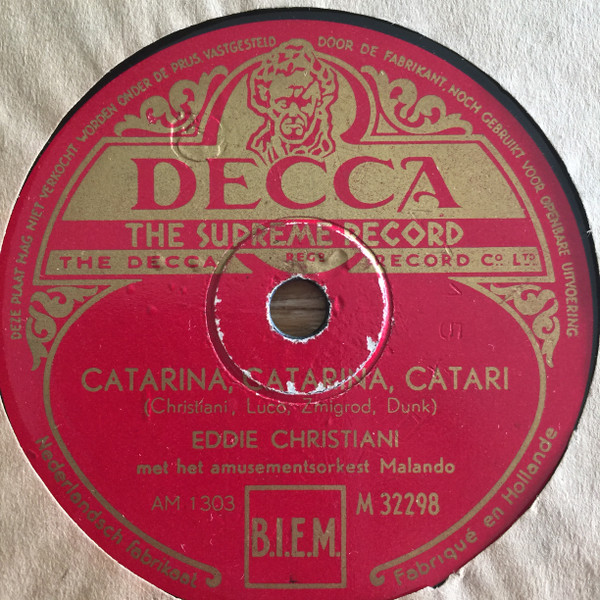 DEZE PLAAT MAG NIET VERKOCHT WORDEN ONDER DE PRIJS, VASTGESTELD DOOR DE FABRIKANT, NOCH GEBRUIKT VOOR OPENBARE UITVOERING
DECCA
THE SUPREME RECORD
THE DECCA REGD RECORD CO LTD
CATARINA, CATARINA, CATARI
(Christiani, Luco, Zmigrod, Dunk)
EDDIE CHRISTIANI
met het amusementsorkest Malando
AM 1303
B.I.E.M.
M 32298
Nederlandsch fabrikaat
Fabriqué en Hollande